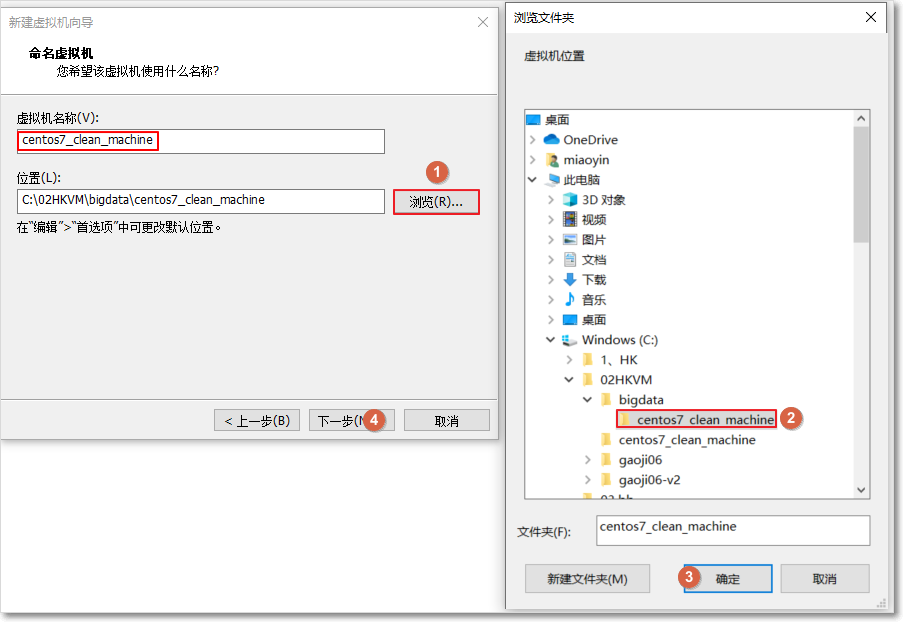 新建虚拟机向导
命名虚拟机
您希望该虚拟机使用什么名称?
虚拟机名称(V):
centos7_clean_machine
位置(L):
1
C:\02HKVM\bigdata\centos7_clean_machine
浏览(R)...
在“编辑”>“首选项”中可更改默认位置。
< 上一步(B)
下一步(
4
取消
浏览文件夹
虚拟机位置
桌面
OneDrive
miaoyin
此电脑
3D 对象
视频
图片
文档
下载
音乐
桌面
Windows (C:)
1、HK
02HKVM
bigdata
centos7_clean_machine
2
centos7_clean_machine
gaoji06
gaoji06-v2
文件夹(F):
centos7_clean_machine
新建文件夹(M)
3
确定
取消